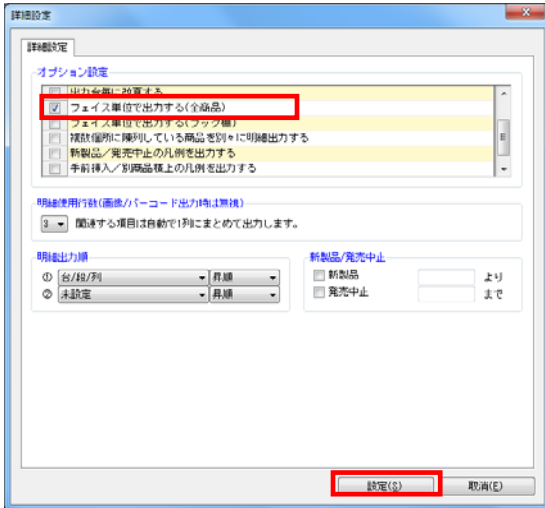 詳細設定
詳細設定
オプション設定
出力台毎に改頁する
フェイス単位で出力する(全商品)
フェイス単位で出力する(フック棚)
複数個所に陳列している商品を別々に明細出力する
新製品/発売中止の凡例を出力する
手前挿入/別商品積上の凡例を出力する
明細使用行数(画像/バーコード出力時は無視)
3 関連する項目は自動で1列にまとめて出力します。
明細出力順
① 台/段/列 昇順
② 未設定 昇順
新製品/発売中止
新製品 より
発売中止 まで
設定(S) 取消(E)